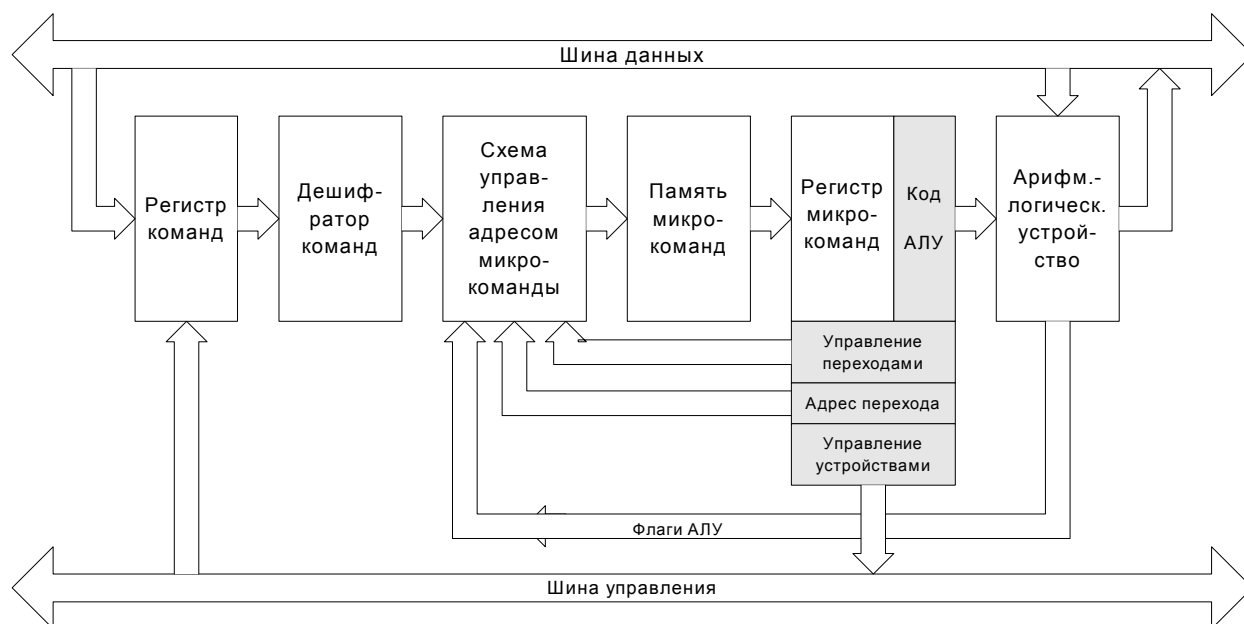 Шина данных
Регистр
команд
Дешиф-
ратор
команд
Схема
управ-
ления
адресом
микро-
команды
Память
микро-
команд
Регистр
микро-
команд
Код
АЛУ
Арифм.-
логическ.
устрой-
ство
Управление
переходами
Адрес перехода
Управление
устройствами
Флаги АЛУ
Шина управления